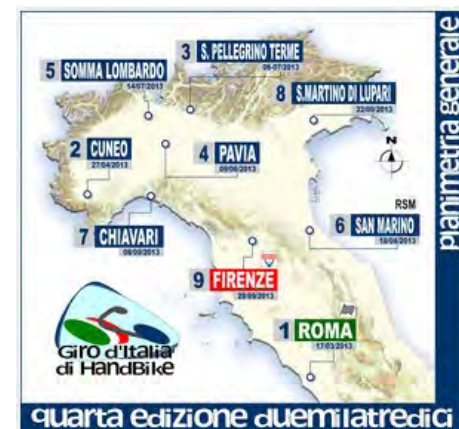 3 S. PELLEGRINO TERME
06-07/2013
5 SOMMA LOMBARDO
14/07/2013
8 S.MARTINO DI LUPARI
22/09/2013
N
2 CUNEO
27/04/2013
4 PAVIA
09/06/2013
RSM
7 CHIAVARI
08/09/2013
6 SAN MARINO
18/08/2013
9 FIRENZE
29/09/2013
1 ROMA
17/03/2013
Giro d'Italia
di HandBike
planimetria generale
quarta edizione duemilatredici